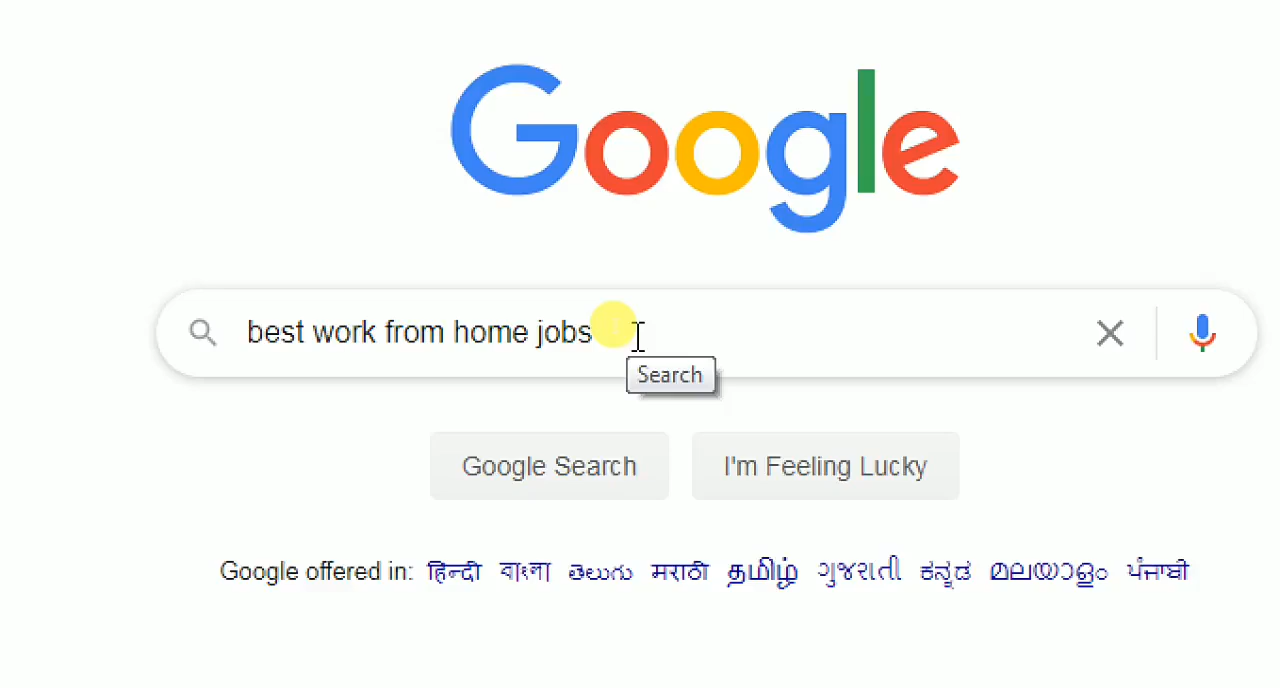 Google
best work from home jobs
Search
Google Search I'm Feeling Lucky
Google offered in: हिन्दी বাংলা తెలుగు मराठी தமிழ் ગુજરાતી ಕನ್ನಡ മലയാളം ਪੰਜਾਬੀ